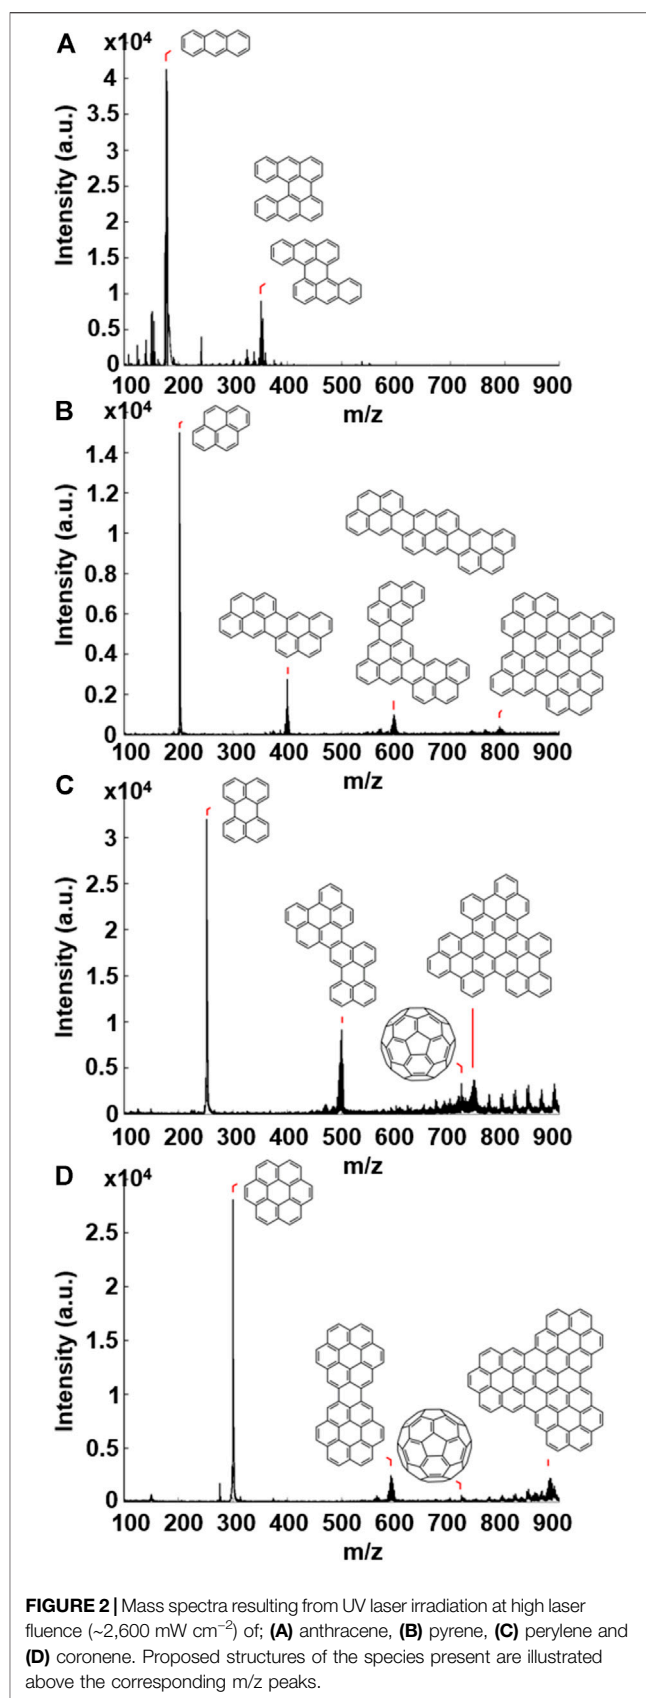 A
x10⁴
4
3.5
3
2.5
2
1.5
1
0.5
0
Intensity (a.u.)
100 200 300 400 500 600 700 800 900
m/z
B
x10⁴
1.4
1.2
1
0.8
0.6
0.4
0.2
0
Intensity (a.u.)
100 200 300 400 500 600 700 800 900
m/z
C
x10⁴
3
2.5
2
1.5
1
0.5
0
Intensity (a.u.)
100 200 300 400 500 600 700 800 900
m/z
D
x10⁴
2.5
2
1.5
1
0.5
0
Intensity (a.u.)
100 200 300 400 500 600 700 800 900
m/z
FIGURE 2 | Mass spectra resulting from UV laser irradiation at high laser
fluence (~2,600 mW cm⁻²) of; (A) anthracene, (B) pyrene, (C) perylene and
(D) coronene. Proposed structures of the species present are illustrated
above the corresponding m/z peaks.